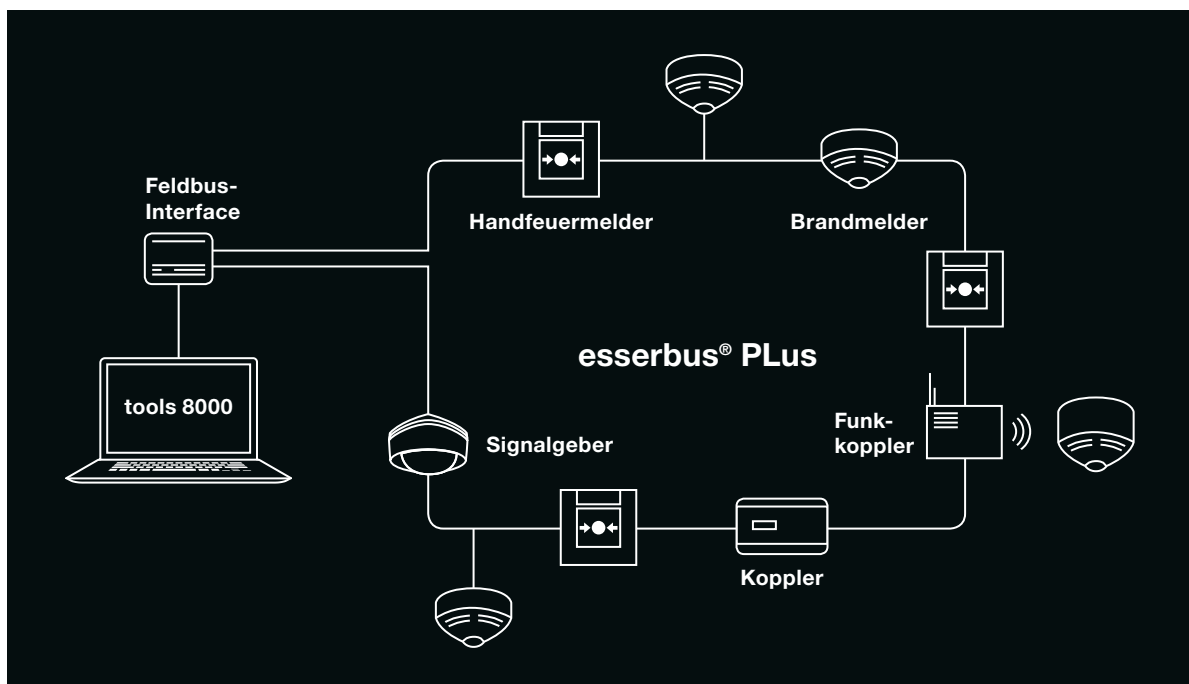 Feldbus-
Interface
Handfeuermelder
Brandmelder
esserbus® PLus
tools 8000
Signalgeber
Funk-
koppler
Koppler